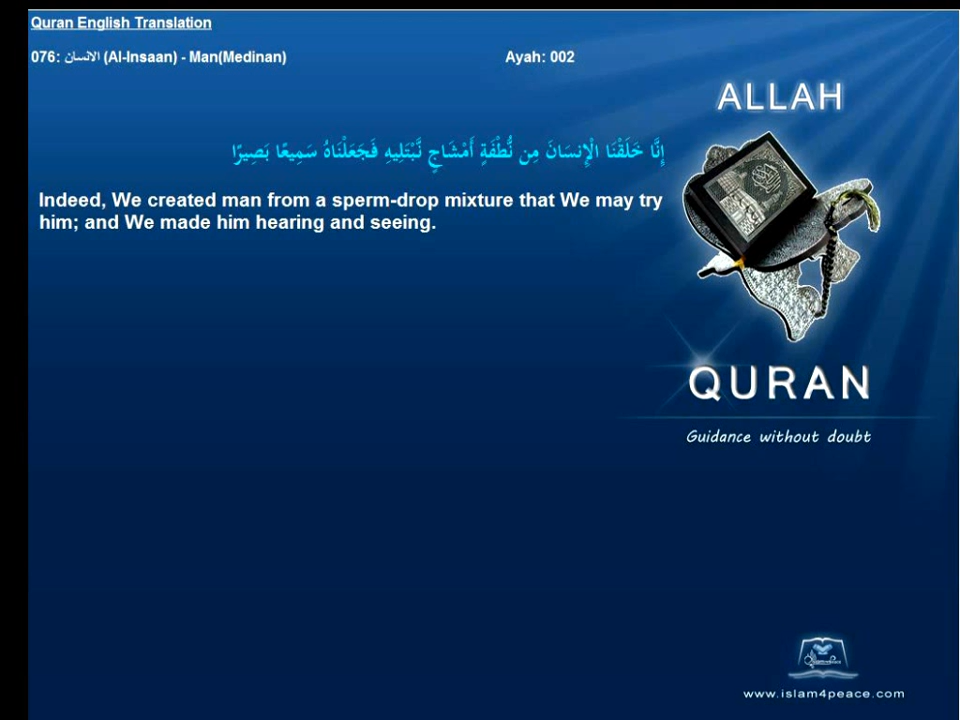 Quran English Translation
076: الانسان (Al-Insaan) - Man(Medinan)
Ayah: 002
ALLAH
إِنَّا خَلَقْنَا الْإِنسَانَ مِن نُّطْفَةٍ أَمْشَاجٍ نَّبْتَلِيهِ فَجَعَلْنَاهُ سَمِيعًا بَصِيرًا
Indeed, We created man from a sperm-drop mixture that We may try
him; and We made him hearing and seeing.
QURAN
Guidance without doubt
www.islam4peace.com